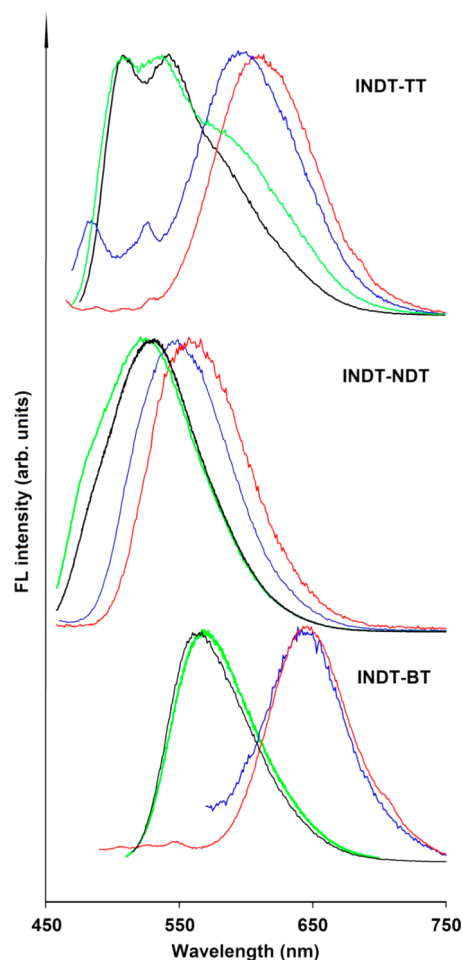 INDT-TT
INDT-NDT
FL intensity (arb. units)
INDT-BT
450 550 650 750
Wavelength (nm)